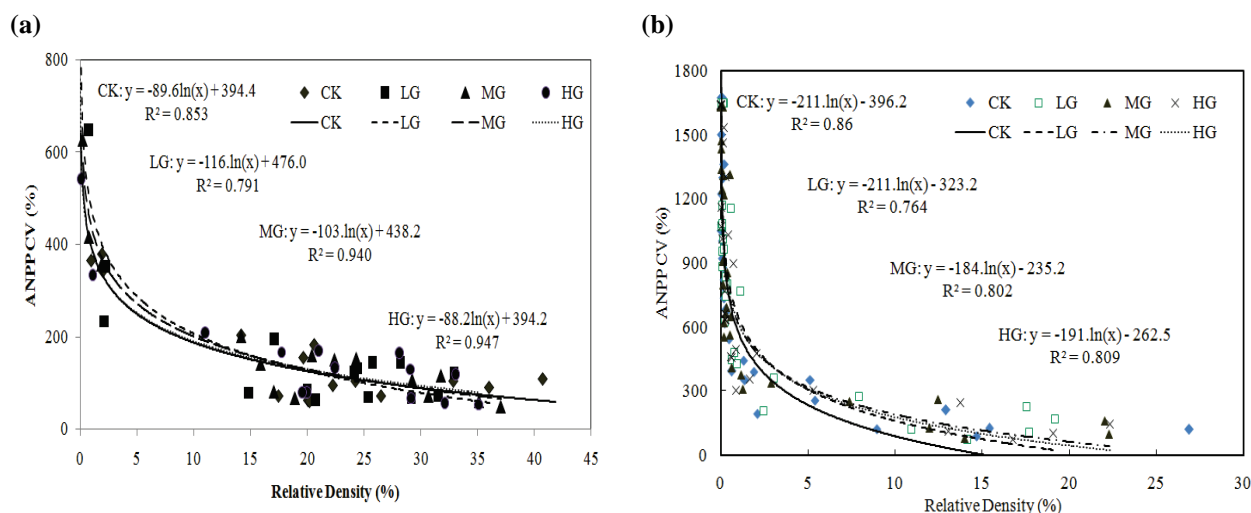 (a)
800
600
400
200
0
ANPPCV (%)
CK: y = -89.6ln(x) + 394.4
R² = 0.853
CK LG MG HG
CK LG MG HG
LG: y = -116.ln(x) + 476.0
R² = 0.791
MG: y = -103.ln(x) + 438.2
R² = 0.940
HG: y = -88.2ln(x) + 394.2
R² = 0.947
0 5 10 15 20 25 30 35 40 45
Relative Density (%)
(b)
1800
1500
1200
900
600
300
0
ANPPCV (%)
CK: y = -211.ln(x) - 396.2
R² = 0.86
CK LG MG HG
CK LG MG HG
LG: y = -211.ln(x) - 323.2
R² = 0.764
MG: y = -184.ln(x) - 235.2
R² = 0.802
HG: y = -191.ln(x) - 262.5
R² = 0.809
0 5 10 15 20 25 30
Relative Density (%)